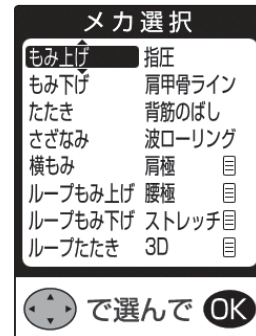 メカ選択
もみ上げ 指圧
もみ下げ 肩甲骨ライン
たたき 背筋のばし
さざなみ 波ローリング
横もみ 肩極
ループもみ上げ 腰極
ループもみ下げ ストレッチ
ループたたき 3D
で選んで OK